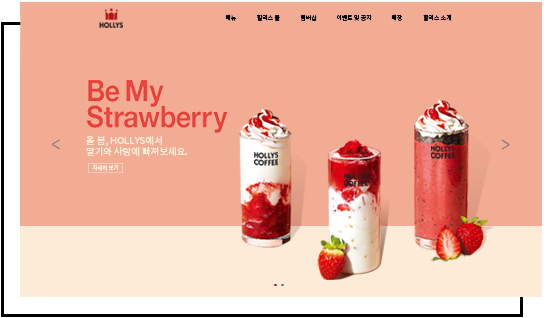 HOLLYS
메뉴 할리스 몰 멤버십 이벤트 및 공지 매장 할리스 소개
Be My
Strawberry
올 봄, HOLLYS에서
딸기와 사랑에 빠져보세요.
자세히 보기
HOLLYS
COFFEE
HOLLYS
COFFEE
HOLLYS
COFFEE